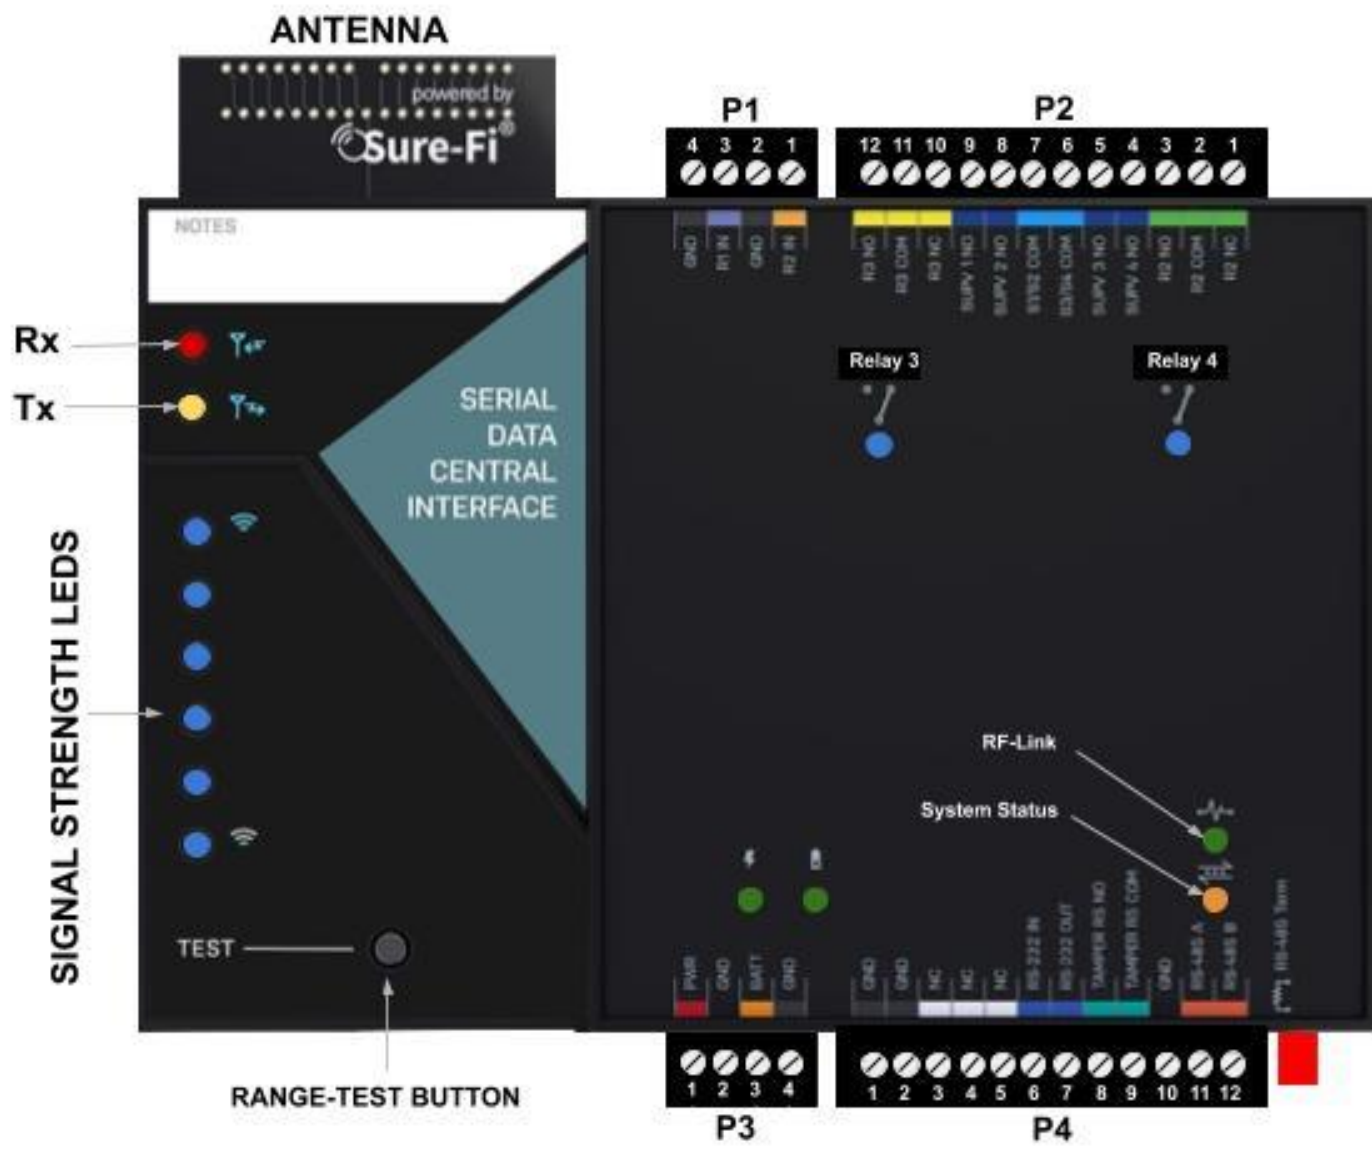 ANTENNA
powered by
Sure-Fi®
P1
P2
4 3 2 1
12 11 10 9 8 7 6 5 4 3 2 1
NOTES
GND
R1 IN
GND
R2 IN
R3 NO
R3 COM
R3 NC
SUPV 1 NO
SUPV 2 NO
S1/S2 COM
S3/S4 COM
SUPV 3 NO
SUPV 4 NO
R2 NO
R2 COM
R2 NC
Rx
Tx
Relay 3
Relay 4
SERIAL
DATA
CENTRAL
INTERFACE
SIGNAL STRENGTH LEDS
RF-Link
System Status
TEST
PWR
GND
BATT
GND
GND
GND
NC
NC
NC
RS-232 IN
RS-232 OUT
TAMPER RS NO
TAMPER RS COM
GND
RS-485 A
RS-485 B
RS-485 Term
1 2 3 4
1 2 3 4 5 6 7 8 9 10 11 12
RANGE-TEST BUTTON
P3
P4